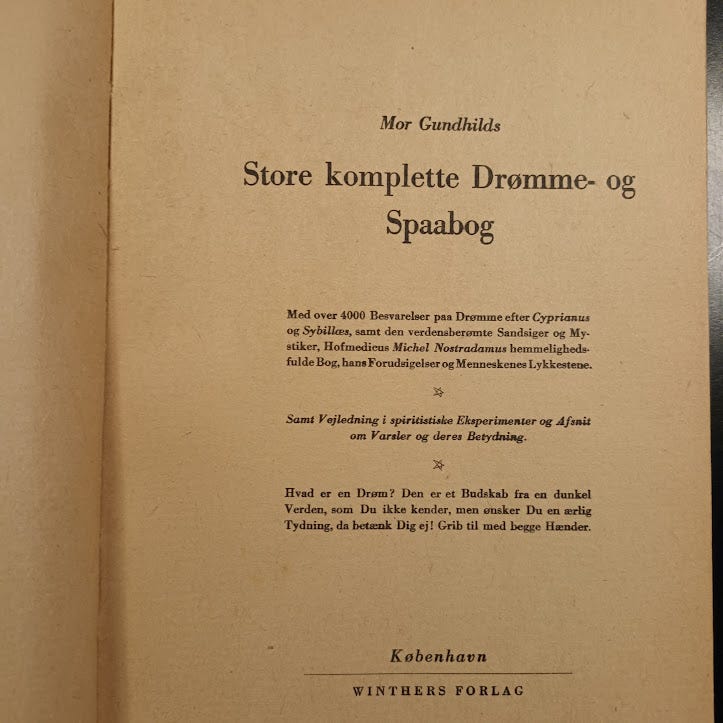 Mor Gundhilds
Store komplette Drømme- og
Spaabog
Med over 4000 Besvarelser paa Drømme efter Cyprianus
og Sybillæs, samt den verdensberømte Sandsiger og My-
stiker, Hofmedicus Michel Nostradamus hemmeligheds-
fulde Bog, hans Forudsigelser og Menneskenes Lykkestene.
Samt Vejledning i spiritistiske Eksperimenter og Afsnit
om Varsler og deres Betydning.
Hvad er en Drøm? Den er et Budskab fra en dunkel
Verden, som Du ikke kender, men ønsker Du en ærlig
Tydning, da betænk Dig ej! Grib til med begge Hænder.
København
WINTHERS FORLAG